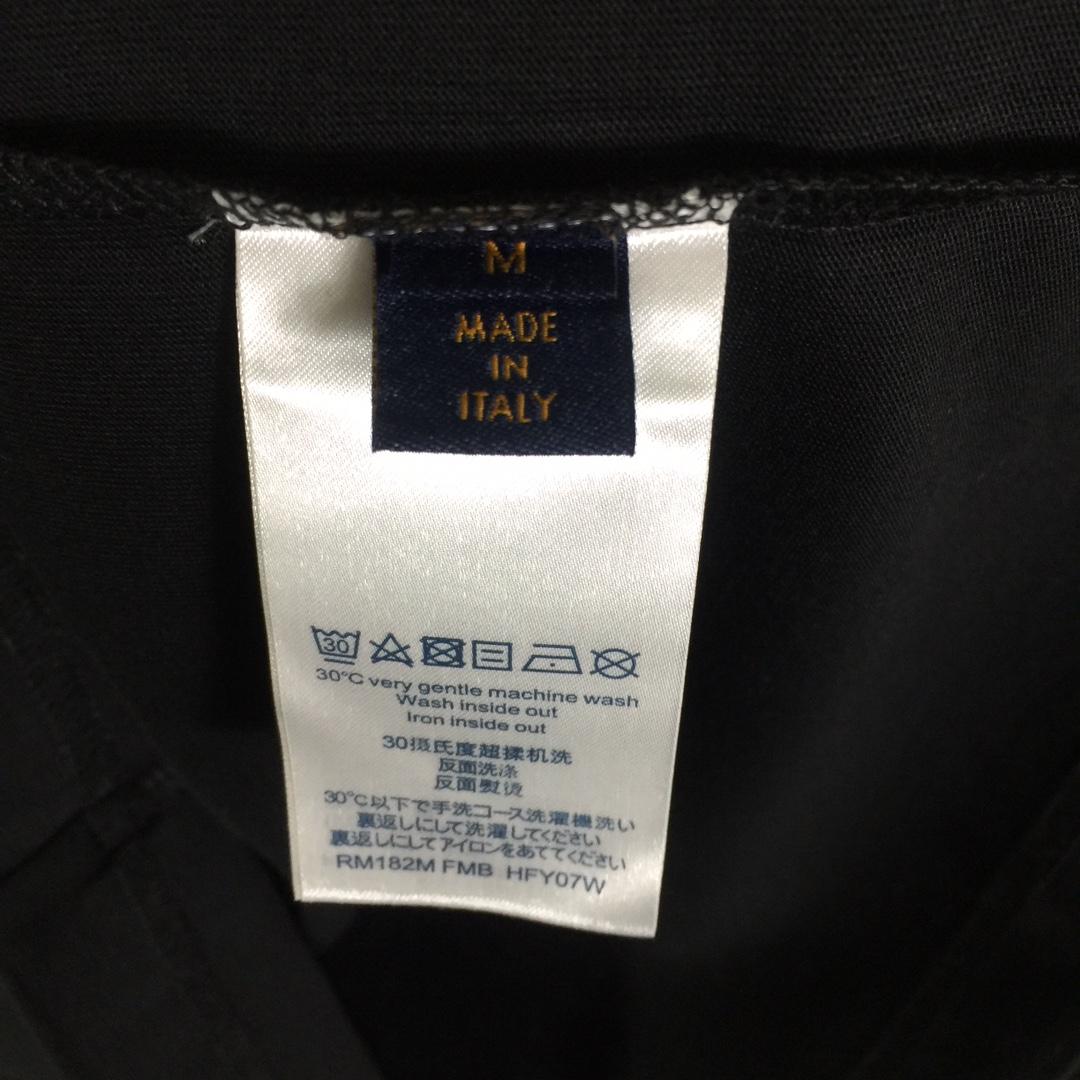 M
MADE
IN
ITALY
30
30°C very gentle machine wash
Wash inside out
Iron inside out
30摄氏度超揉机洗
反面洗涤
反面熨烫
30℃以下で手洗コース洗濯機洗い
裏返しにして洗濯してください
裏返しにしてアイロンをあててください
RM182M FMB HFY07W